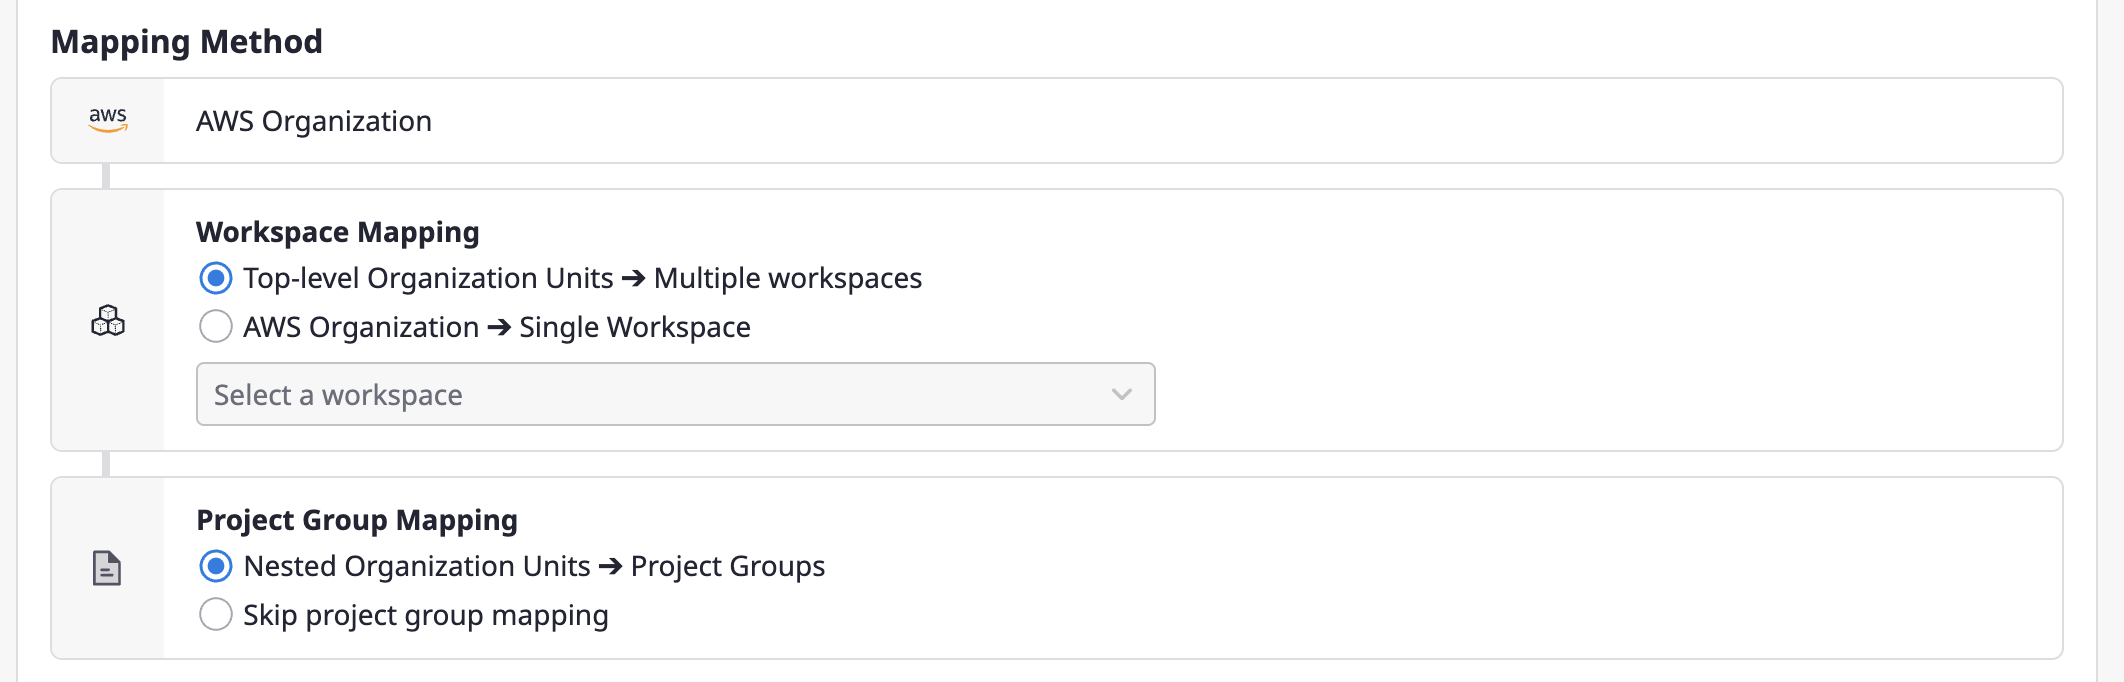 Mapping Method
aws
AWS Organization
Workspace Mapping
Top-level Organization Units ➔ Multiple workspaces
AWS Organization ➔ Single Workspace
Select a workspace
Project Group Mapping
Nested Organization Units ➔ Project Groups
Skip project group mapping